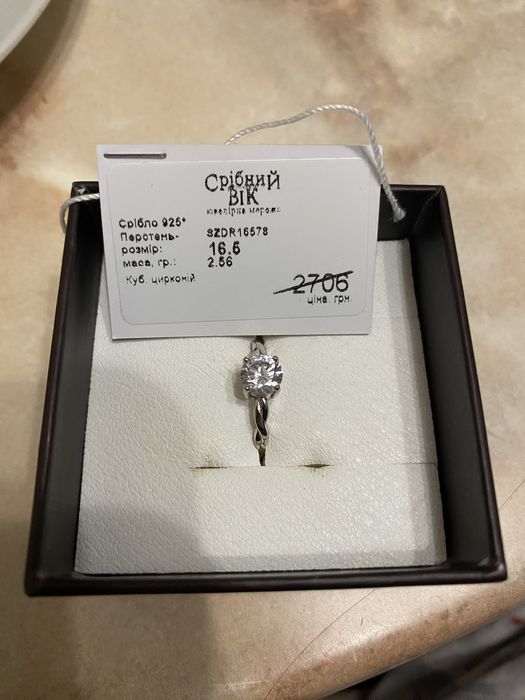 Срібний
ВІК
ювелірна мережа
Срібло 925°
Перстень- SZDR16578
розмір: 16.5
маса, гр.: 2.56
Куб. цирконій
2706
ціна, грн.